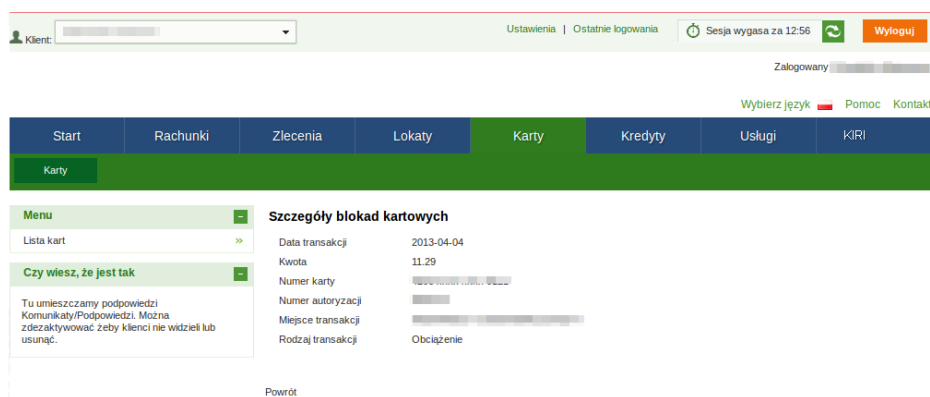 Klient:
Ustawienia | Ostatnie logowania
Sesja wygasa za 12:56
Wyloguj
Zalogowany
Wybierz język Pomoc Kontakt
Start Rachunki Zlecenia Lokaty Karty Kredyty Usługi KIRI
Karty
Menu
Lista kart »
Czy wiesz, że jest tak
Tu umieszczamy podpowiedzi
Komunikaty/Podpowiedzi. Można
zdezaktywować żeby klienci nie widzieli lub
usunąć.
Szczegóły blokad kartowych
Data transakcji 2013-04-04
Kwota 11.29
Numer karty
Numer autoryzacji
Miejsce transakcji
Rodzaj transakcji Obciążenie
Powrót